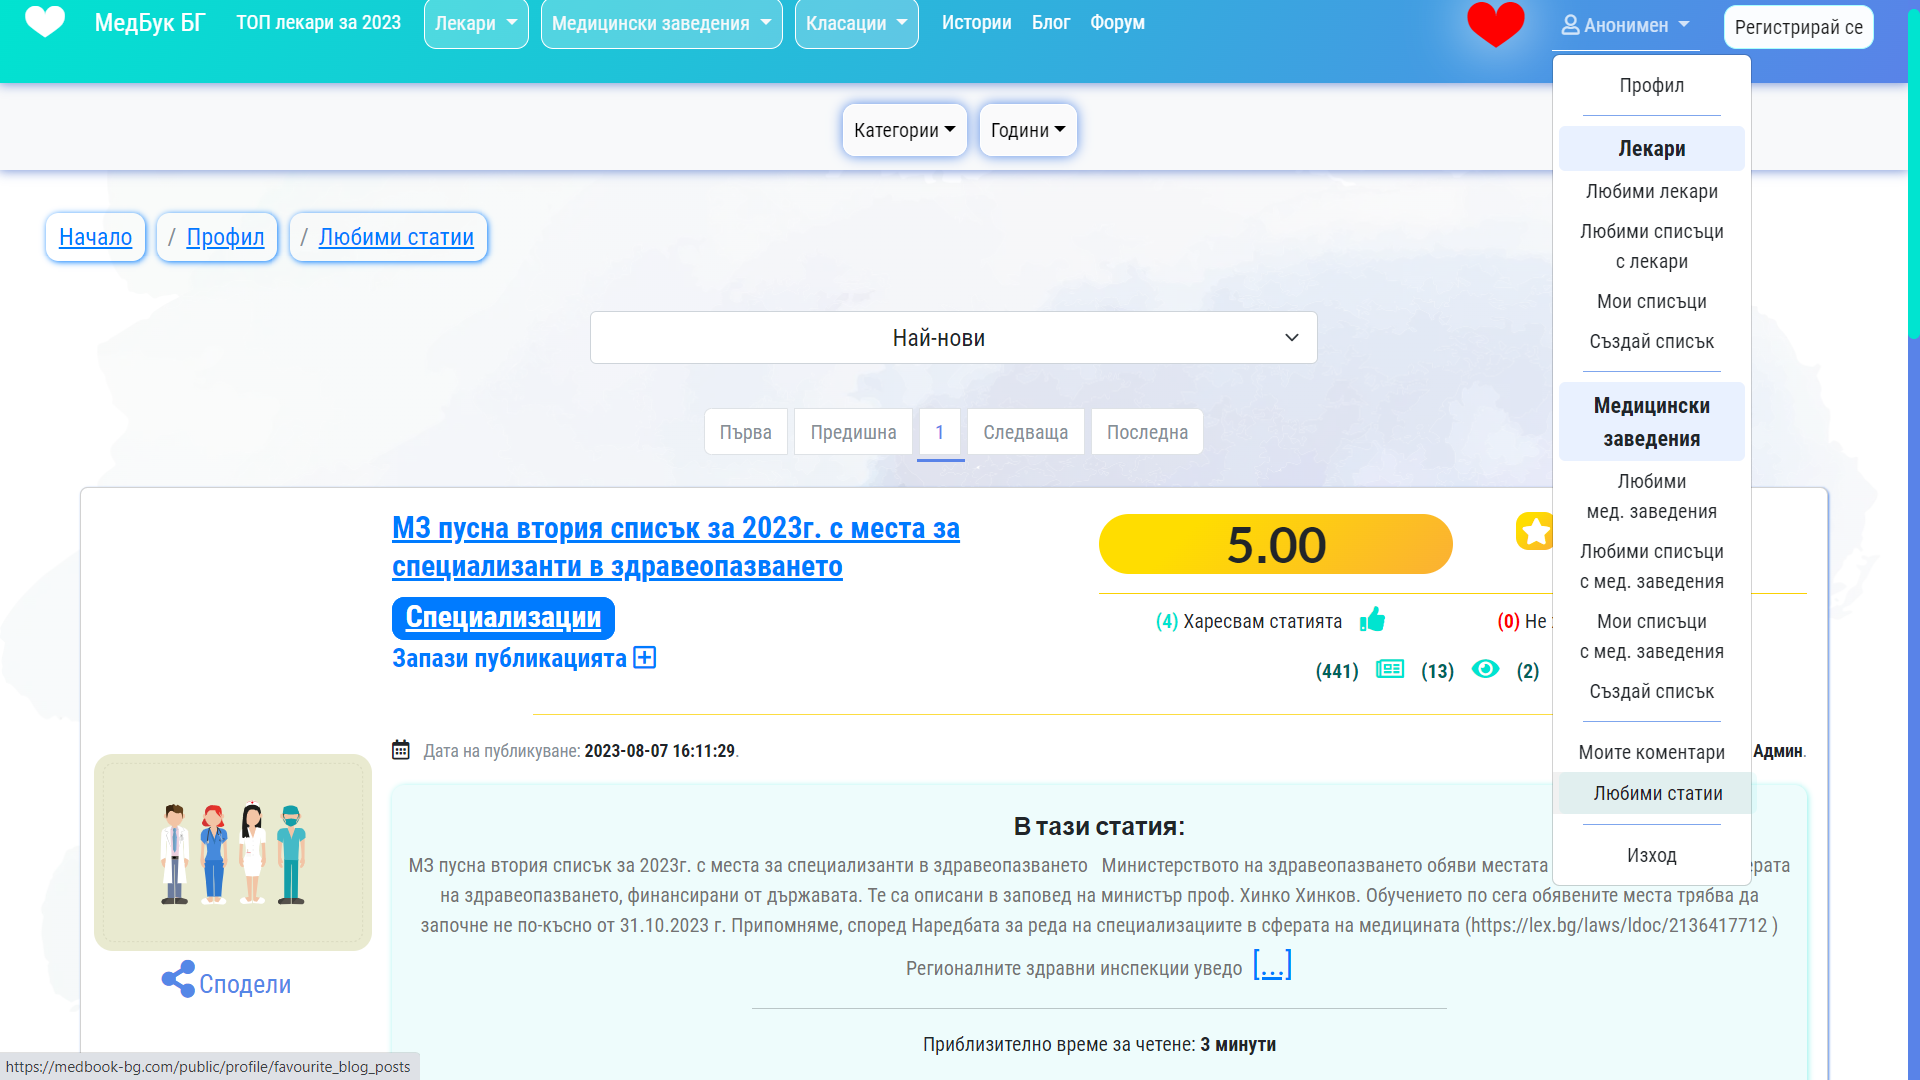 МедБук БГ
ТОП лекари за 2023
Лекари
Медицински заведения
Класации
Истории
Блог
Форум
Анонимен
Регистрирай се
Категории
Години
Начало
/ Профил
/ Любими статии
Най-нови
Първа
Предишна
1
Следваща
Последна
МЗ пусна втория списък за 2023г. с места за
специализанти в здравеопазването
Специализации
Запази публикацията
5.00
(4) Харесвам статията
(0) Не
(441)
(13)
(2)
Дата на публикуване: 2023-08-07 16:11:29.
Админ.
В тази статия:
МЗ пусна втория списък за 2023г. с места за специализанти в здравеопазването Министерството на здравеопазването обяви местата
на здравеопазването, финансирани от държавата. Те са описани в заповед на министър проф. Хинко Хинков. Обучението по сега обявените места трябва да
започне не по-късно от 31.10.2023 г. Припомняме, според Наредбата за реда на специализациите в сферата на медицината (https://lex.bg/laws/ldoc/2136417712 )
Регионалните здравни инспекции уведо [...]
Приблизително време за четене: 3 минути
Сподели
Профил
Лекари
Любими лекари
Любими списъци
с лекари
Мои списъци
Създай списък
Медицински
заведения
Любими
мед. заведения
Любими списъци
с мед. заведения
Мои списъци
с мед. заведения
Създай списък
Моите коментари
Любими статии
Изход
https://medbook-bg.com/public/profile/favourite_blog_posts